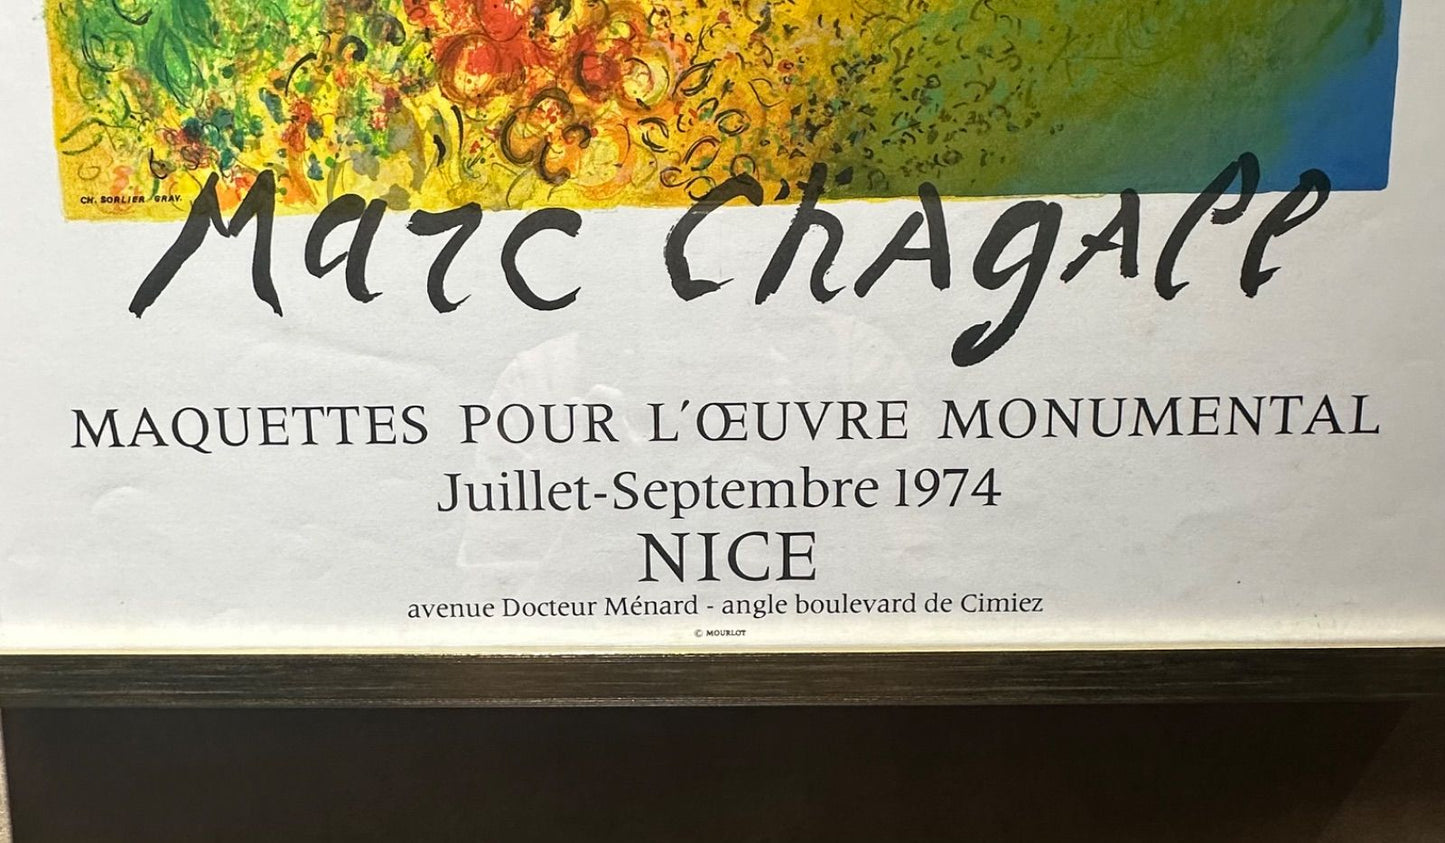 CH. SORLIER GRAV.
Marc Chagall
MAQUETTES POUR L´ŒUVRE MONUMENTAL
Juillet-Septembre 1974
NICE
avenue Docteur Ménard - angle boulevard de Cimiez
© MOURLOT